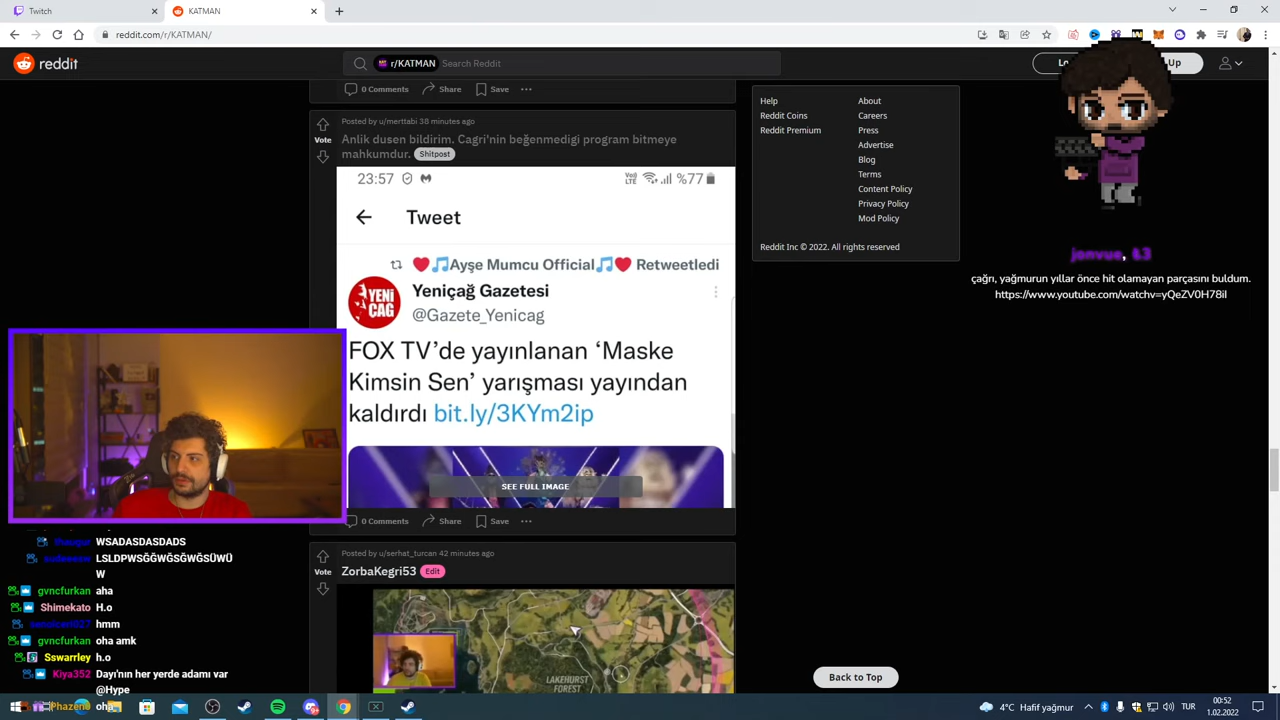 Twitch
KATMAN
reddit.com/r/KATMAN/
reddit
r/KATMAN Search Reddit
0 Comments Share Save
Posted by u/merttabi 38 minutes ago
Vote
Anlik dusen bildirim. Cagri'nin beğenmedigi program bitmeye
mahkumdur. Shitpost
23:57 %77
Tweet
Ayşe Mumcu Official Retweetledi
YENİ ÇAĞ
Yeniçağ Gazetesi
@Gazete_Yenicag
FOX TV'de yayınlanan ‘Maske
Kimsin Sen’ yarışması yayından
kaldırdı bit.ly/3KYm2ip
SEE FULL IMAGE
0 Comments Share Save
Posted by u/serhat_turcan 42 minutes ago
Vote
ZorbaKegri53 Edit
LAKEHURST
FOREST
Help
Reddit Coins
Reddit Premium
About
Careers
Press
Advertise
Blog
Terms
Content Policy
Privacy Policy
Mod Policy
Reddit Inc © 2022. All rights reserved
Back to Top
jonvue, ₺3
çağrı, yağmurun yıllar önce hit olamayan parçasını buldum.
https://www.youtube.com/watchv=yQeZV0H78iI
WSADASDASDADS
LSLDPWSĞĞWĞSĞWĞSÜWÜ
W
gvncfurkan aha
Shimekato H.o
hmm
gvncfurkan oha amk
Sswarrley h.o
Kiya352 Dayı'nın her yerde adamı var
@Hype
4°C Hafif yağmur
TUR
00:52
1.02.2022